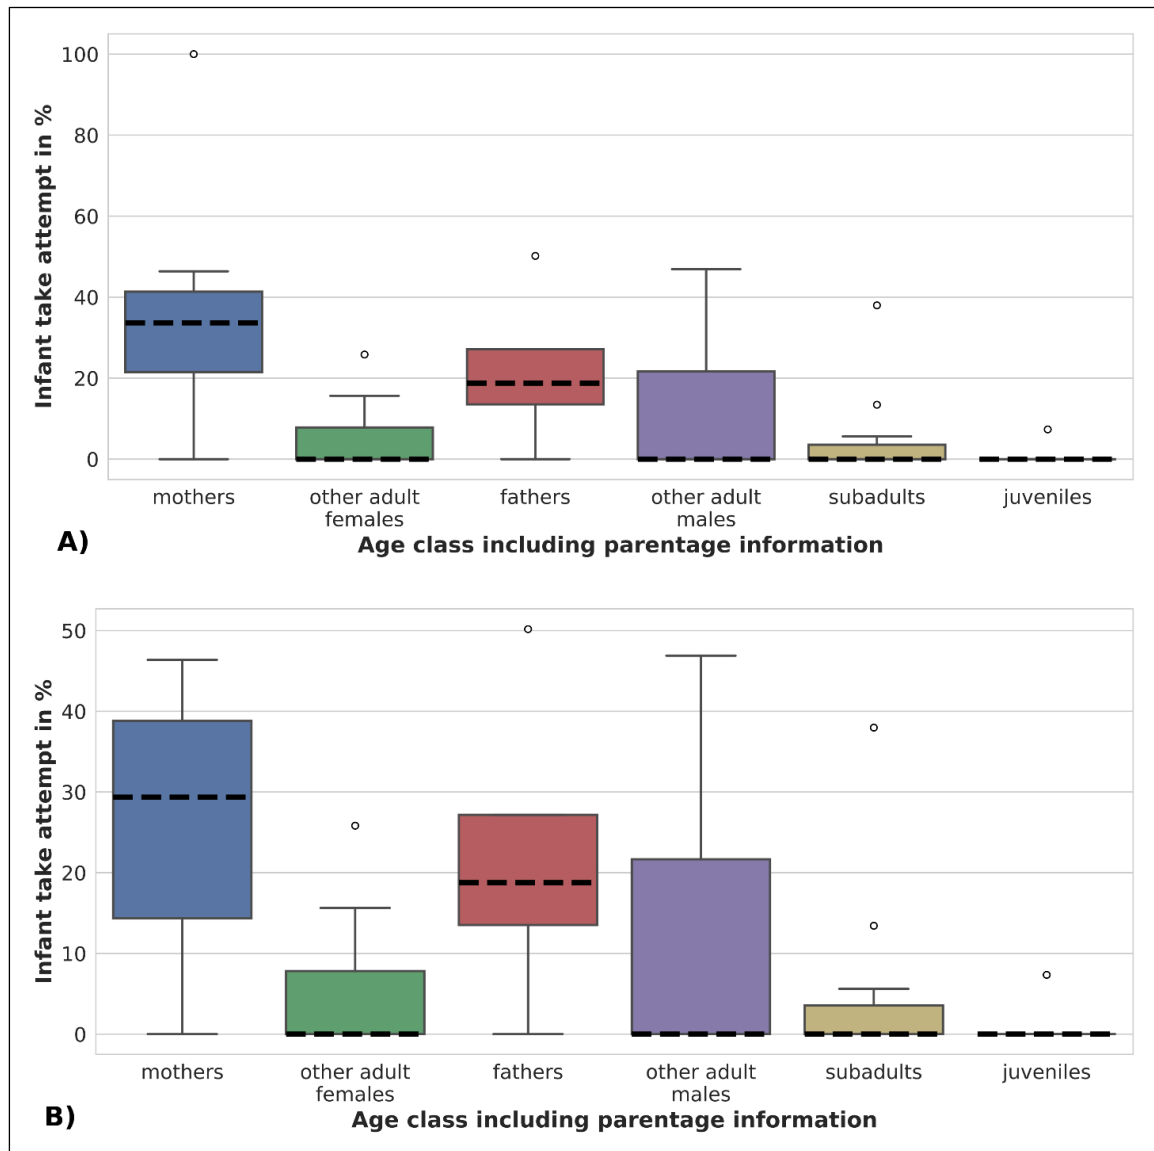 100
80
60
40
20
0
Infant take attempt in %
mothers
other adult
females
fathers
other adult
males
subadults
juveniles
A)
Age class including parentage information
50
40
30
20
10
0
Infant take attempt in %
mothers
other adult
females
fathers
other adult
males
subadults
juveniles
B)
Age class including parentage information